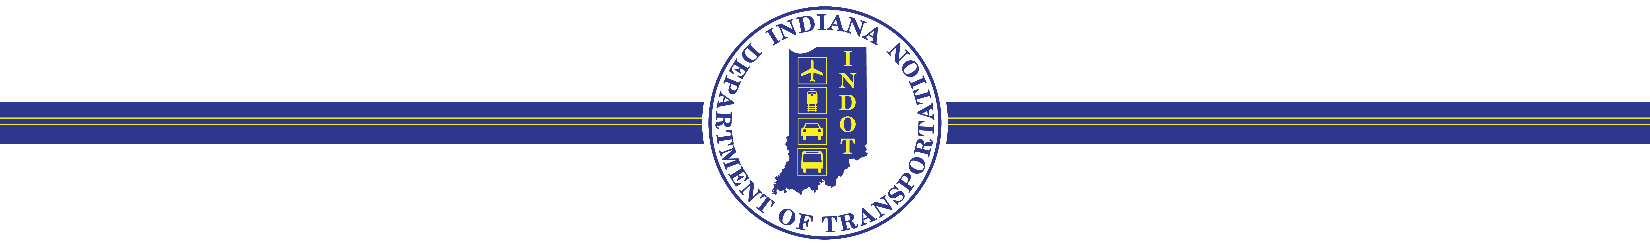 INDIANA
DEPARTMENT OF TRANSPORTATION
INDOT